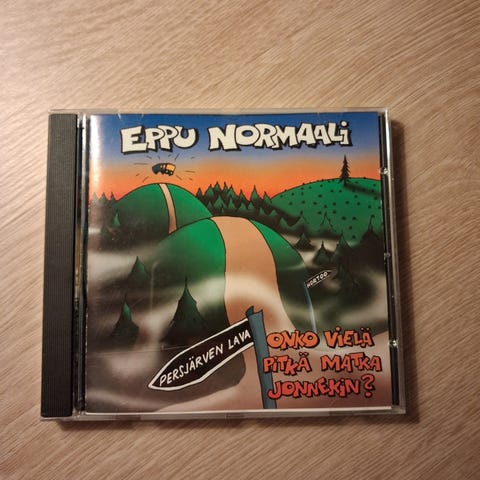 EPPU NORMAALi
PERSJÄRVEN LAVA
ONKO ViELÄ
PiTKÄ MATKA
JONNEKiN?